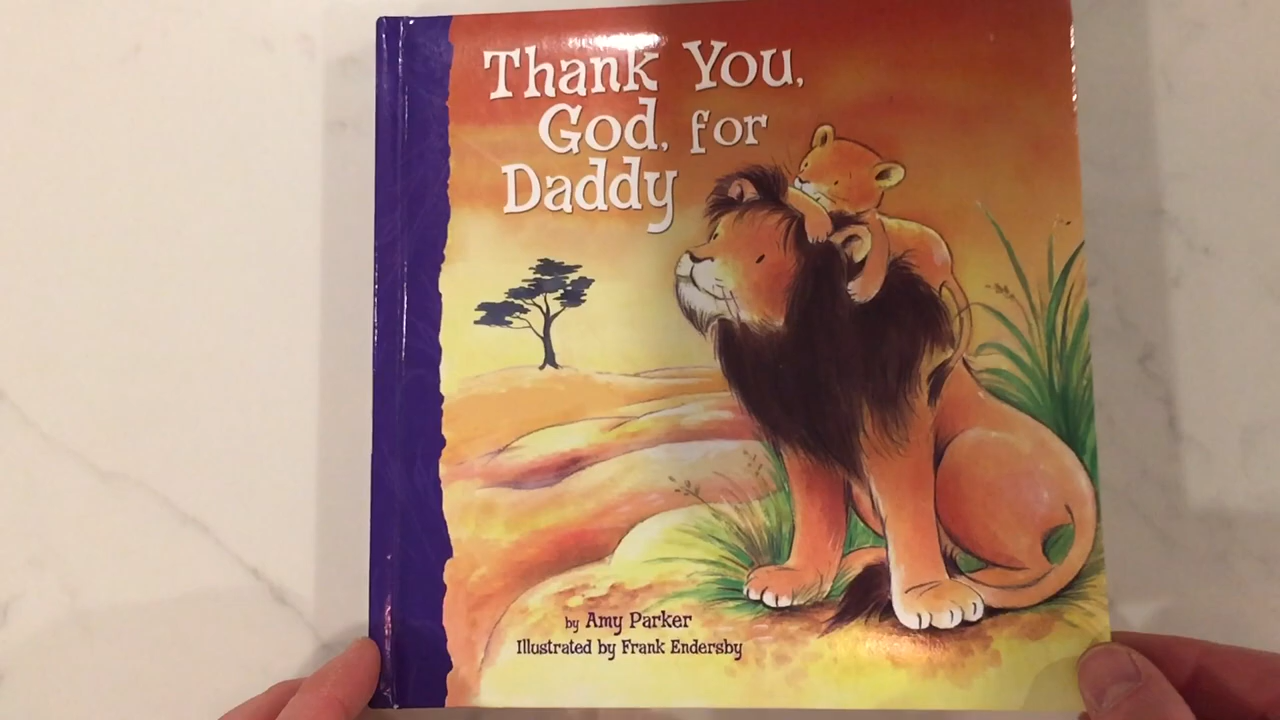 Thank You,
God, for
Daddy
by Amy Parker
Illustrated by Frank Endersby